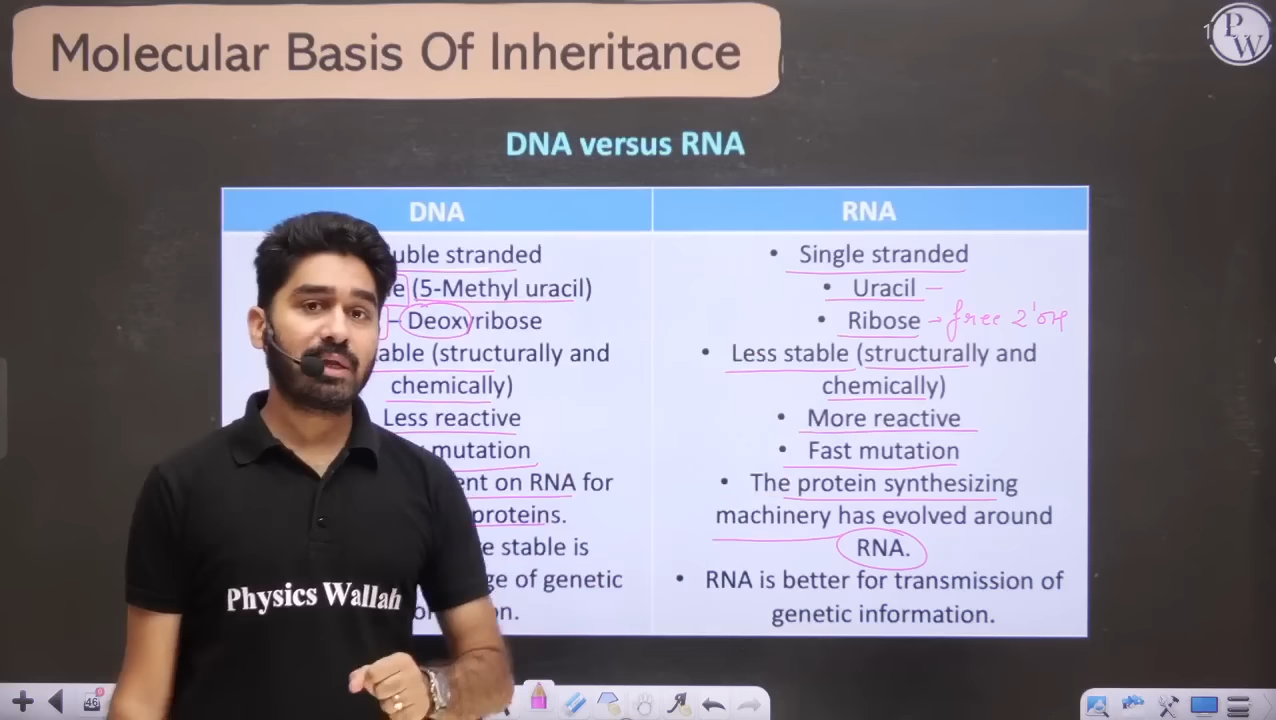 Molecular Basis Of Inheritance
PW
DNA versus RNA
DNA
RNA
uble stranded
e (5-Methyl uracil)
Deoxyribose
able (structurally and
chemically)
Less reactive
mutation
ent on RNA for
proteins.
e stable is
ge of genetic
on.
• Single stranded
• Uracil –
• Ribose → free 2'OH
• Less stable (structurally and
chemically)
• More reactive
• Fast mutation
• The protein synthesizing
machinery has evolved around
RNA.
• RNA is better for transmission of
genetic information.
Physics Wallah
46